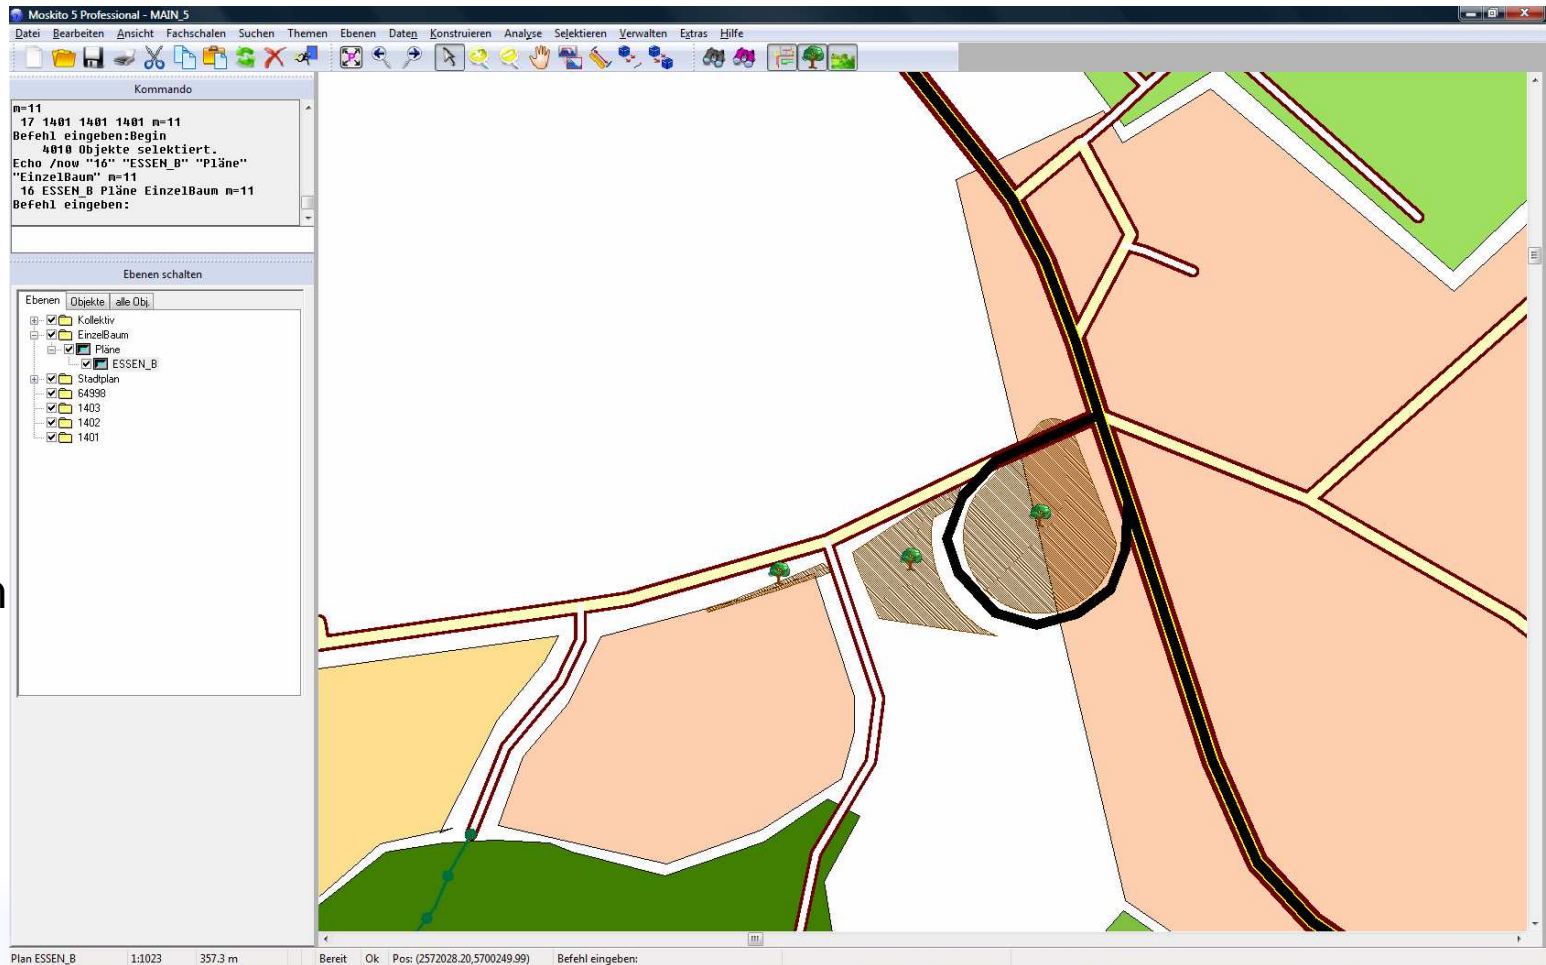 Moskito 5 Professional - MAIN_5
Datei Bearbeiten Ansicht Fachschalen Suchen Themen Ebenen Daten Konstruieren Analyse Selektieren Verwalten Extras Hilfe
Kommando
m=11
17 1401 1401 1401 m=11
Befehl eingeben:Begin
4010 Objekte selektiert.
Echo /now "16" "ESSEN_B" "Pläne"
"EinzelBaum" m=11
16 ESSEN_B Pläne EinzelBaum m=11
Befehl eingeben:
Ebenen schalten
Ebenen Objekte alle Obj.
Kollektiv
EinzelBaum
Pläne
ESSEN_B
Stadtplan
64998
1403
1402
1401
Plan ESSEN_B 1:1023 357.3 m Bereit Ok Pos: (2572028.20,5700249.99) Befehl eingeben: